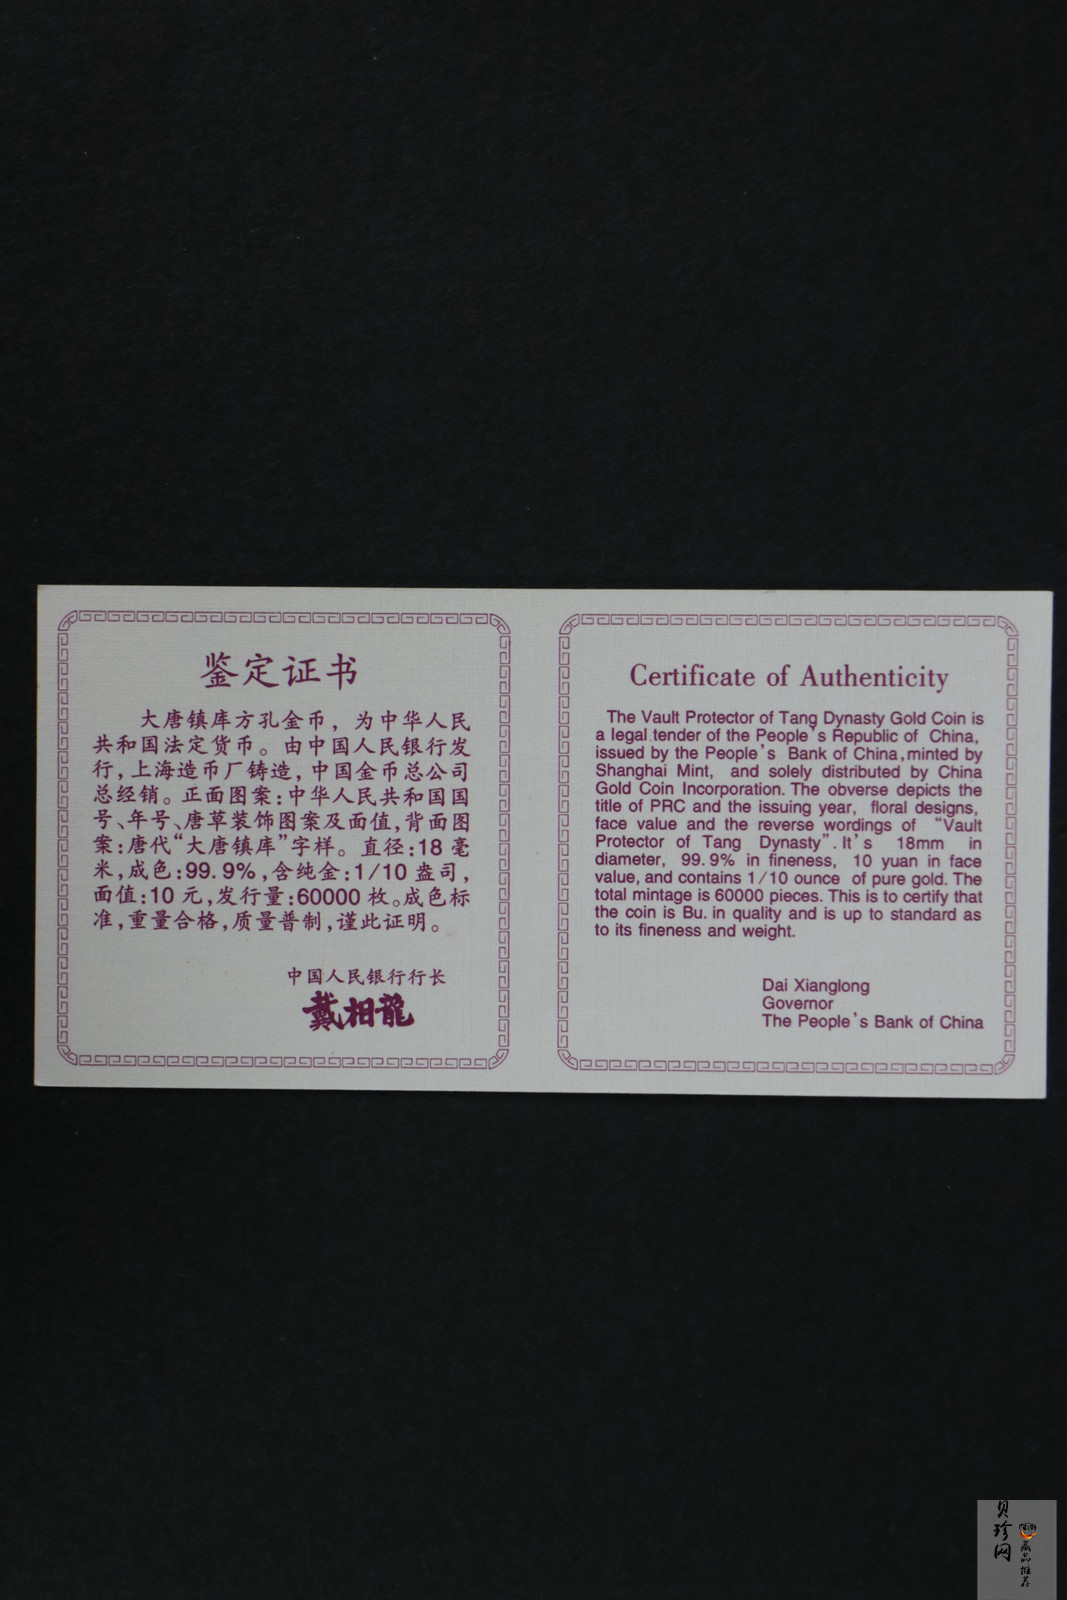 鉴定证书
大唐镇库方孔金币，为中华人民
共和国法定货币。由中国人民银行发
行，上海造币厂铸造，中国金币总公司
总经销。正面图案：中华人民共和国国
号、年号、唐草装饰图案及面值，背面图
案：唐代“大唐镇库”字样。直径：18毫
米，成色：99.9%，含纯金：1/10盎司，
面值：10元，发行量：60000枚。成色标
准，重量合格，质量普制，谨此证明。
中国人民银行行长
戴相龍
Certificate of Authenticity
The Vault Protector of Tang Dynasty Gold Coin is
a legal tender of the People's Republic of China,
issued by the People's Bank of China, minted by
Shanghai Mint, and solely distributed by China
Gold Coin Incorporation. The obverse depicts the
title of PRC and the issuing year, floral designs,
face value and the reverse wordings of “Vault
Protector of Tang Dynasty”. It's 18mm in
diameter, 99.9% in fineness, 10 yuan in face
value, and contains 1/10 ounce of pure gold. The
total mintage is 60000 pieces. This is to certify that
the coin is Bu. in quality and is up to standard as
to its fineness and weight.
Dai Xianglong
Governor
The People's Bank of China
贝珍网
藏品推荐